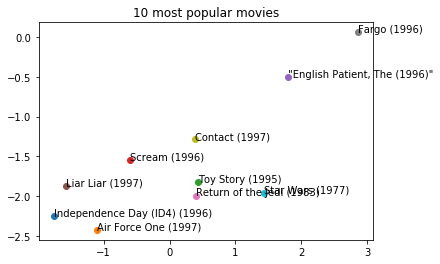 10 most popular movies
0.0
−0.5
−1.0
−1.5
−2.0
−2.5
Fargo (1996)
"English Patient, The (1996)"
Contact (1997)
Scream (1996)
Toy Story (1995)
Liar Liar (1997)
Star Wars (1977)
Return of the Jedi (1983)
Independence Day (ID4) (1996)
Air Force One (1997)
−1
0
1
2
3